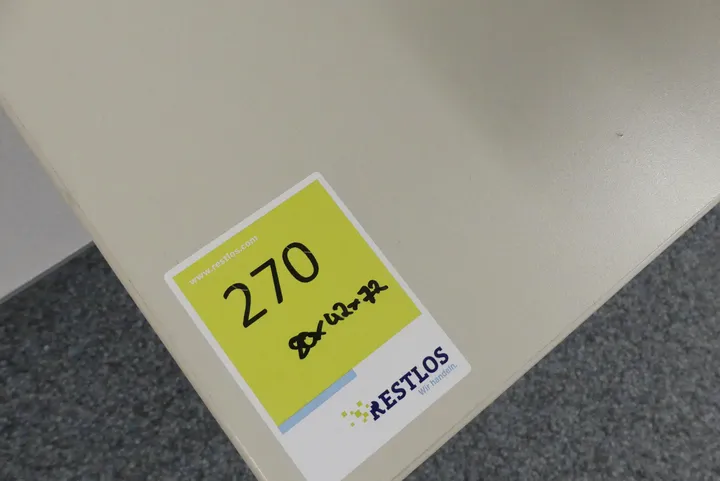 www.restlos.com
270
80x42x72
RESTLOS
Wir handeln.